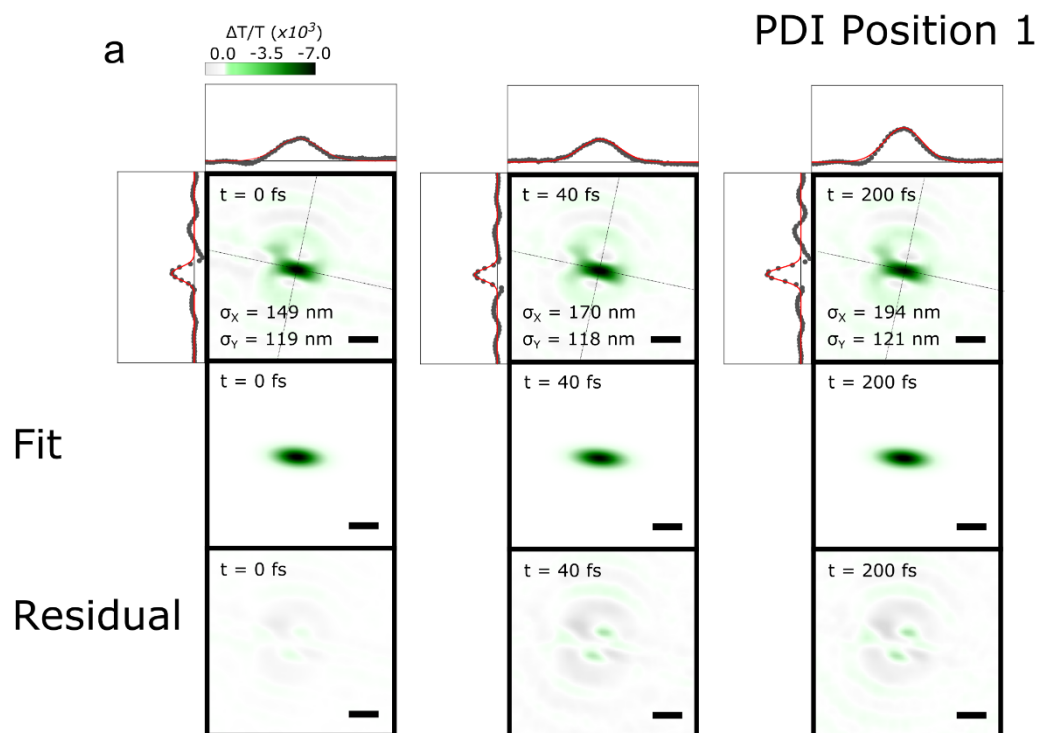 a
ΔT/T (x10³)
0.0 -3.5 -7.0
PDI Position 1
t = 0 fs
σX = 149 nm
σY = 119 nm
t = 40 fs
σX = 170 nm
σY = 118 nm
t = 200 fs
σX = 194 nm
σY = 121 nm
Fit
t = 0 fs
t = 40 fs
t = 200 fs
Residual
t = 0 fs
t = 40 fs
t = 200 fs